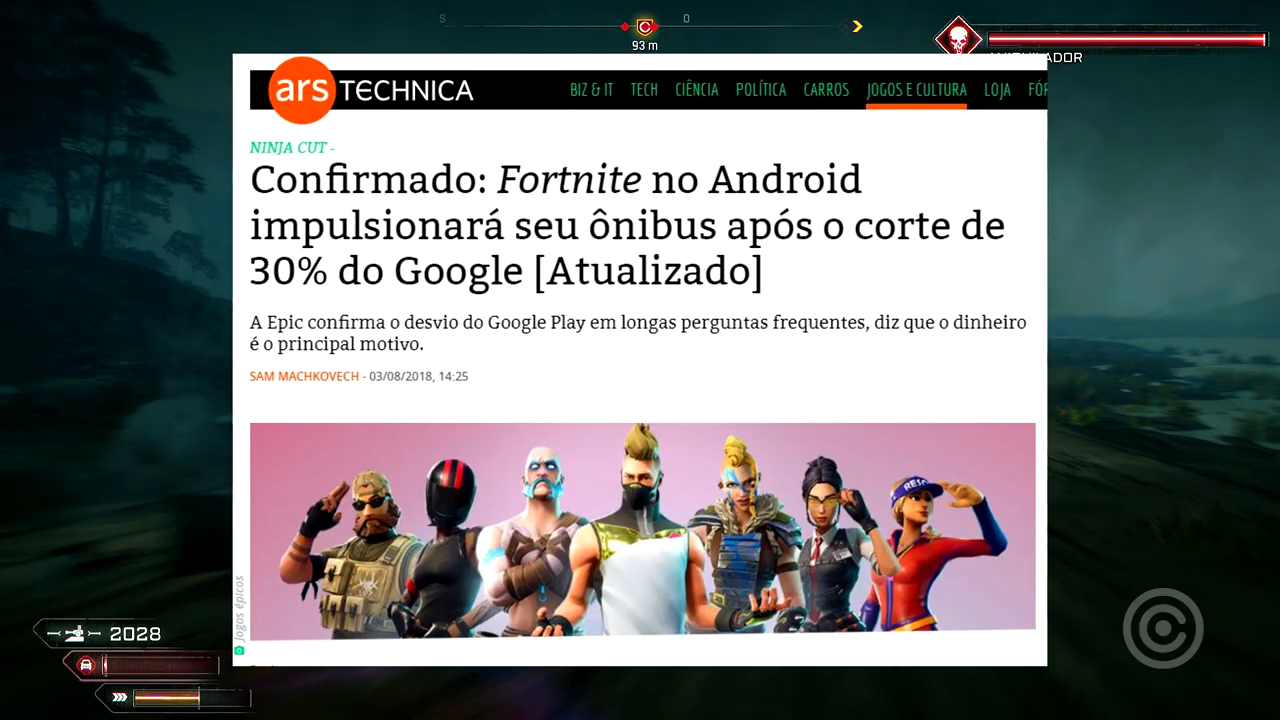 S
O
93 m
ars TECHNICA
BIZ & IT TECH CIÊNCIA POLÍTICA CARROS JOGOS E CULTURA LOJA
NINJA CUT -
Confirmado: Fortnite no Android
impulsionará seu ônibus após o corte de
30% do Google [Atualizado]
A Epic confirma o desvio do Google Play em longas perguntas frequentes, diz que o dinheiro
é o principal motivo.
SAM MACHKOVECH - 03/08/2018, 14:25
Jogos épicos
2028